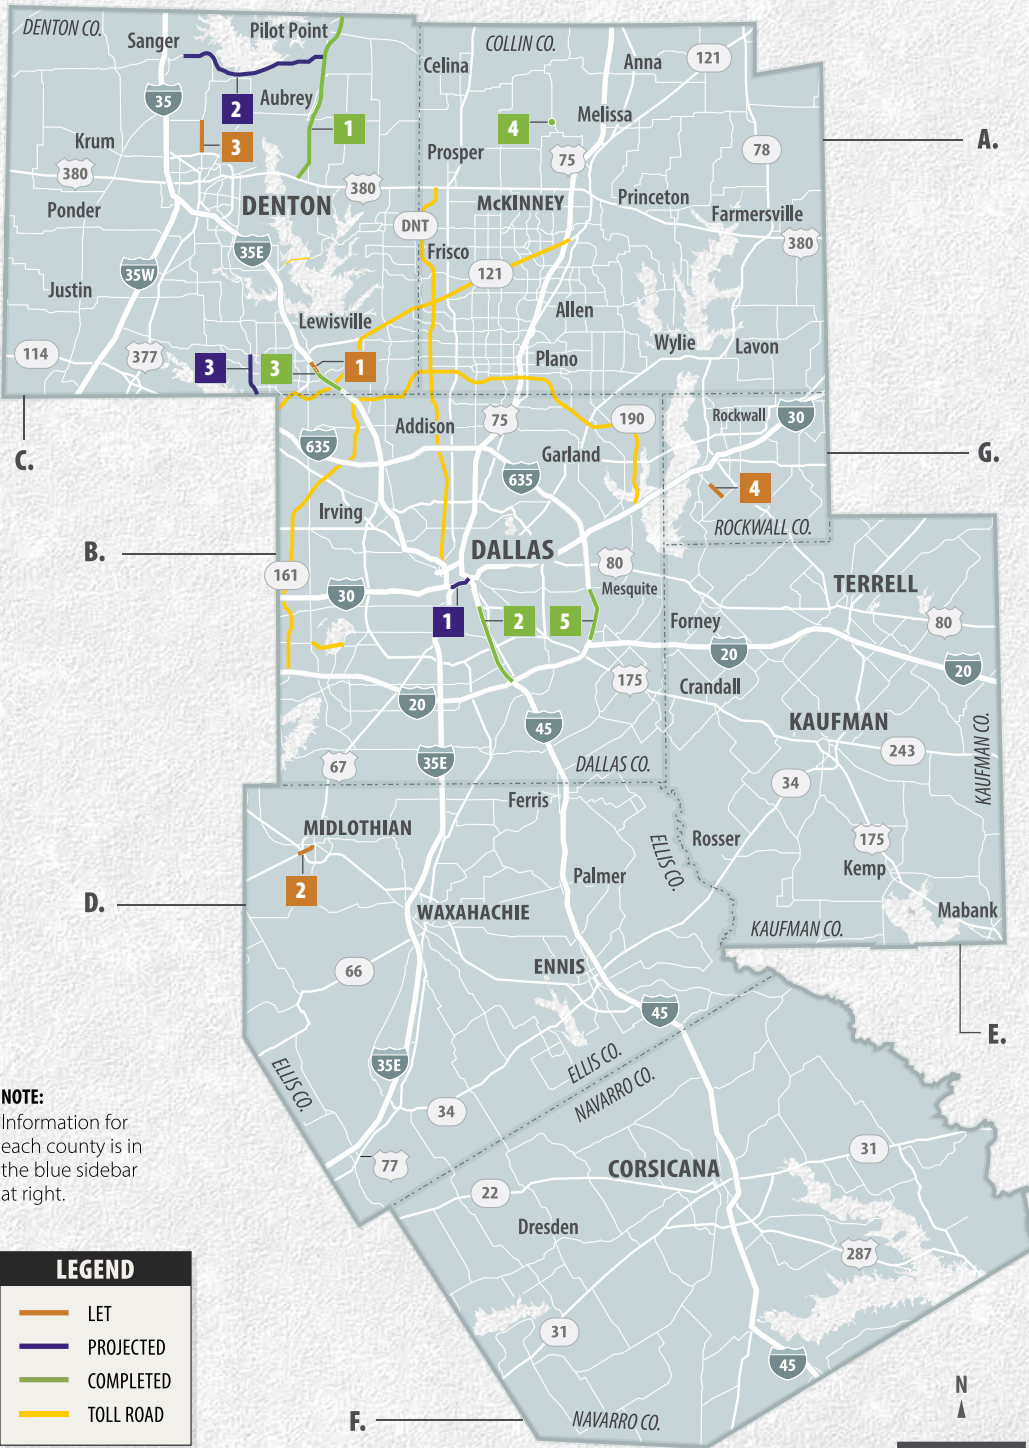 DENTON CO.
Sanger
Pilot Point
COLLIN CO.
Celina
Anna
121
35
2
Aubrey
1
4
Melissa
A.
Krum
3
Prosper
75
78
380
380
Ponder
DENTON
McKINNEY
Princeton
Farmersville
DNT
380
35E
Frisco
35W
121
Justin
Allen
Lewisville
Wylie
Lavon
114
377
3
3
1
Plano
C.
Addison
75
190
Rockwall
30
635
Garland
G.
635
4
Irving
ROCKWALL CO.
B.
DALLAS
80
TERRELL
161
30
Mesquite
1
2
5
Forney
80
20
20
175
Crandall
20
KAUFMAN
45
243
KAUFMAN CO.
67
35E
DALLAS CO.
34
Ferris
MIDLOTHIAN
ELLIS CO.
Rosser
175
2
Palmer
Kemp
D.
WAXAHACHIE
Mabank
KAUFMAN CO.
66
ENNIS
45
E.
35E
ELLIS CO.
ELLIS CO.
NAVARRO CO.
NOTE:
Information for
each county is in
the blue sidebar
at right.
34
77
CORSICANA
31
22
Dresden
287
LEGEND
LET
PROJECTED
COMPLETED
TOLL ROAD
31
45
N
F.
NAVARRO CO.